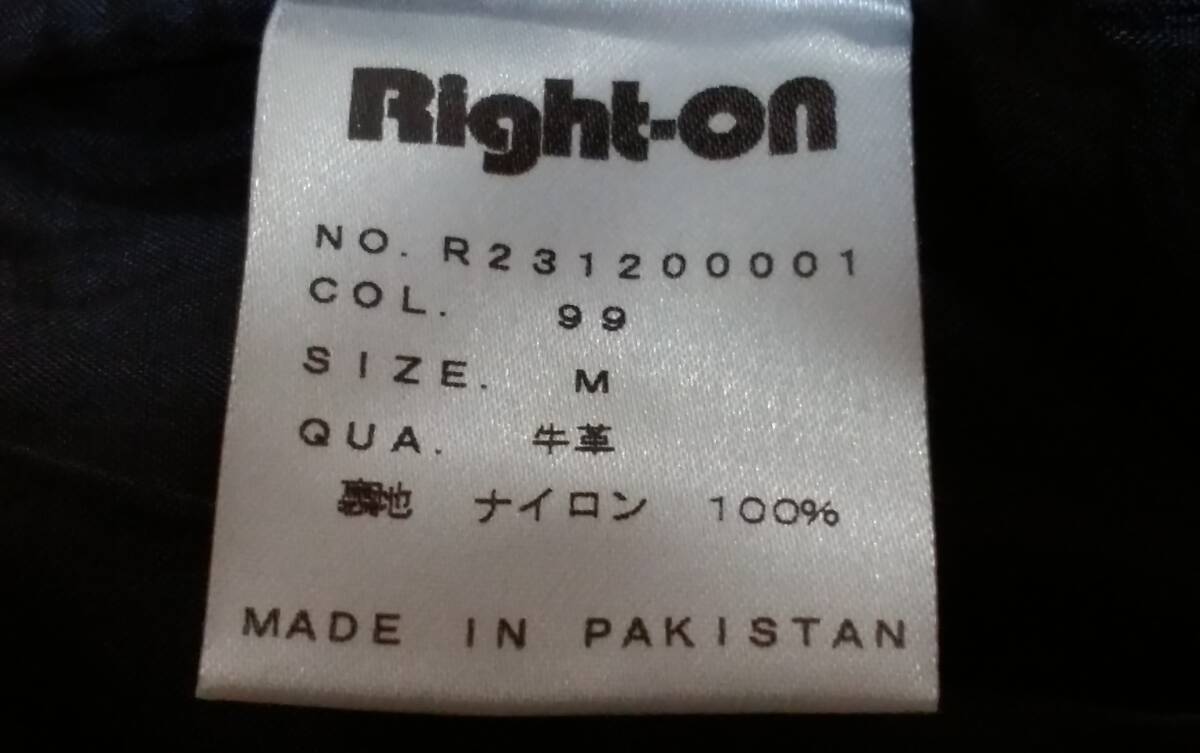 Right-on
NO. R231200001
COL. 99
SIZE. M
QUA. 牛革
裏地 ナイロン 100%
MADE IN PAKISTAN